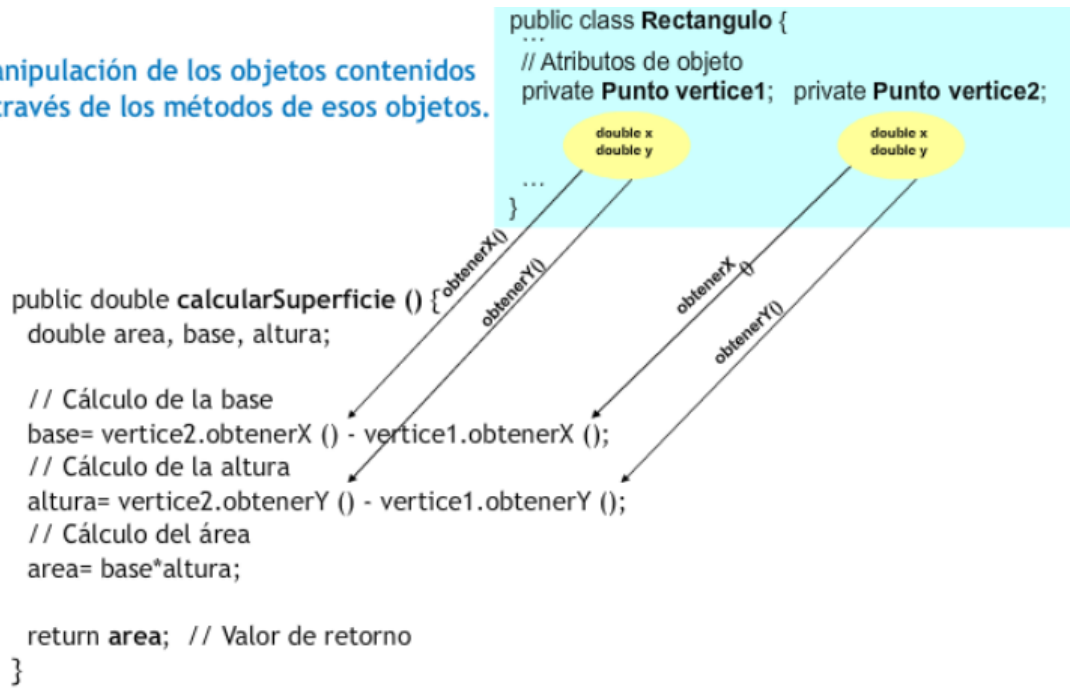 public class Rectangulo {
...
// Atributos de objeto
private Punto vertice1; private Punto vertice2;
double x
double y
double x
double y
...
}
anipulación de los objetos contenidos
través de los métodos de esos objetos.
obtenerX()
obtenerY()
obtenerX ()
obtenerY()
public double calcularSuperficie () {
double area, base, altura;
// Cálculo de la base
base= vertice2.obtenerX () - vertice1.obtenerX ();
// Cálculo de la altura
altura= vertice2.obtenerY () - vertice1.obtenerY ();
// Cálculo del área
area= base*altura;
return area; // Valor de retorno
}